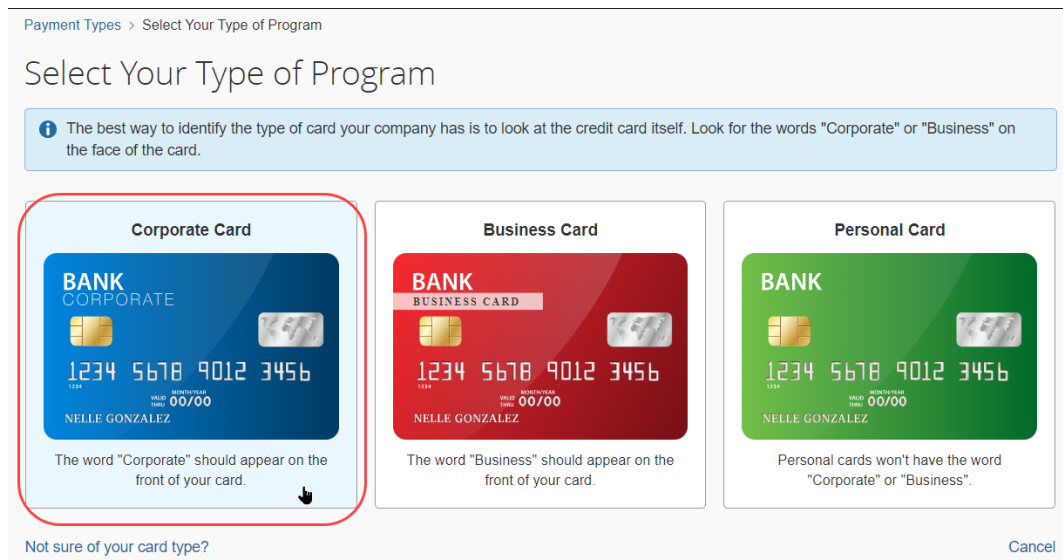 Payment Types > Select Your Type of Program
Select Your Type of Program
The best way to identify the type of card your company has is to look at the credit card itself. Look for the words "Corporate" or "Business" on
the face of the card.
Corporate Card
BANK
CORPORATE
1234 5678 9012 3456
1234
VALID THRU MONTH/YEAR 00/00
NELLE GONZALEZ
The word "Corporate" should appear on the
front of your card.
Business Card
BANK
BUSINESS CARD
1234 5678 9012 3456
1234
VALID THRU MONTH/YEAR 00/00
NELLE GONZALEZ
The word "Business" should appear on the
front of your card.
Personal Card
BANK
1234 5678 9012 3456
1234
VALID THRU MONTH/YEAR 00/00
NELLE GONZALEZ
Personal cards won't have the word
"Corporate" or "Business".
Not sure of your card type?
Cancel